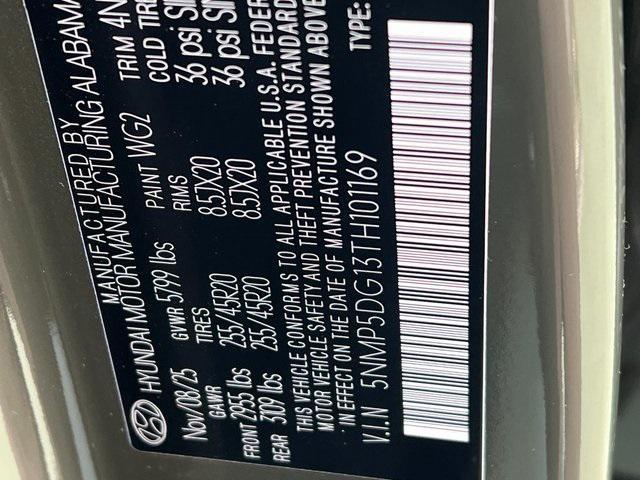 MANUFACTURED BY
HYUNDAI MOTOR MANUFACTURING ALABAMA
Nov/08/25 GVWR 5799 lbs PAINT WG2 TRIM 4N
GAWR TIRES RIMS COLD TIRE
FRONT 2955 lbs 255/45R20 8.5JX20 36 psi
REAR 3109 lbs 255/45R20 8.5JX20 36 psi
THIS VEHICLE CONFORMS TO ALL APPLICABLE U.S.A. FEDER
MOTOR VEHICLE SAFETY AND THEFT PREVENTION STANDARD
IN EFFECT ON THE DATE OF MANUFACTURE SHOWN ABOVE
V.I.N 5NMP5DG13TH101169 TYPE: